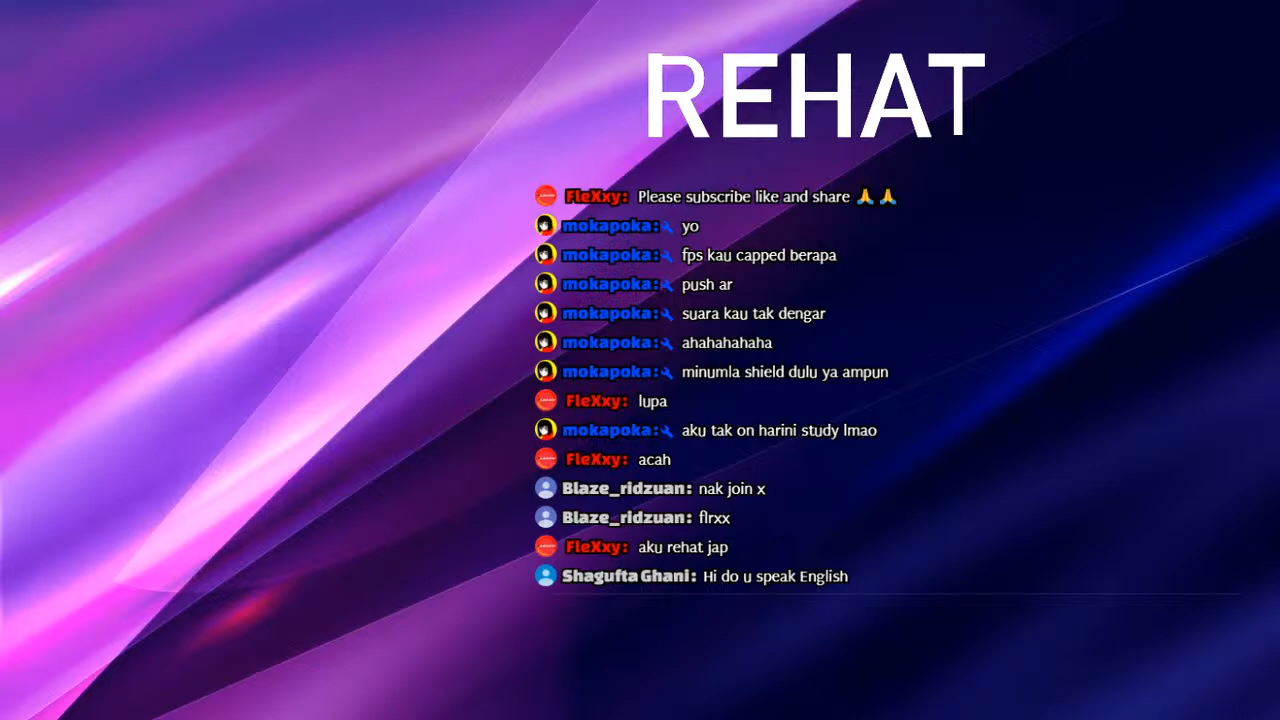 REHAT
FleXxy: Please subscribe like and share 🙏 🙏
mokapoka: yo
mokapoka: fps kau capped berapa
mokapoka: push ar
mokapoka: suara kau tak dengar
mokapoka: ahahahahaha
mokapoka: minumla shield dulu ya ampun
FleXxy: lupa
mokapoka: aku tak on harini study lmao
FleXxy: acah
Blaze_ridzuan: nak join x
Blaze_ridzuan: flrxx
FleXxy: aku rehat jap
Shagufta Ghani: Hi do u speak English